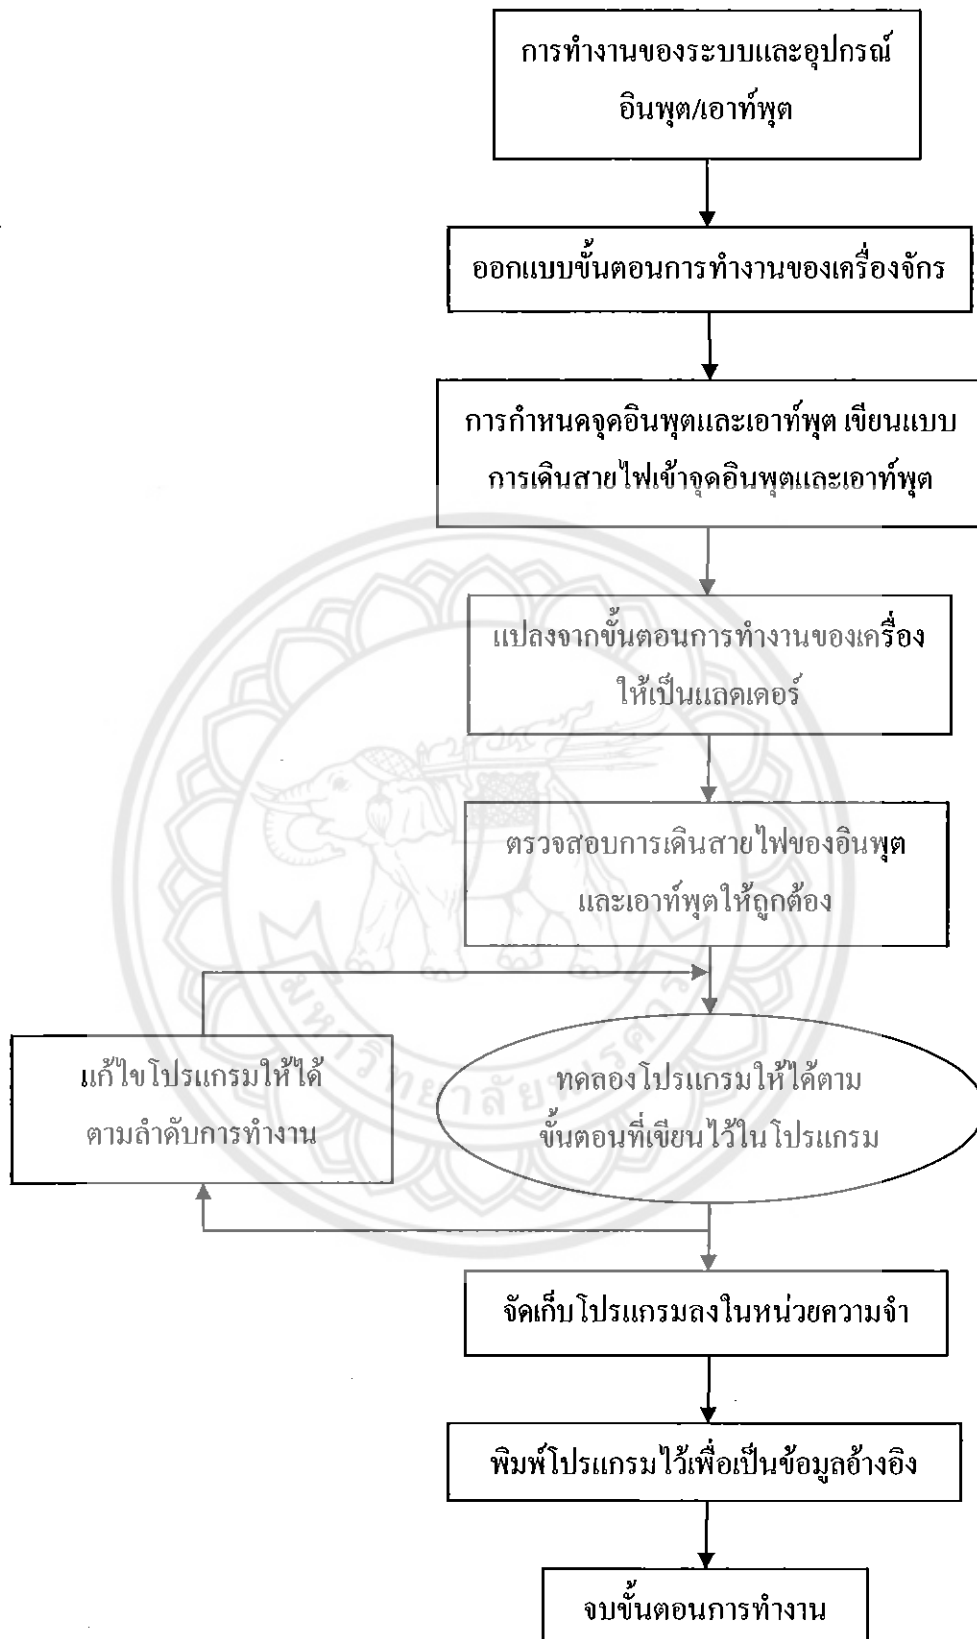 การทำงานของระบบและอุปกรณ์
อินพุต/เอาท์พุต
ออกแบบขั้นตอนการทำงานของเครื่องจักร
การกำหนดจุดอินพุตและเอาท์พุต เขียนแบบ
การเดินสายไฟเข้าจุดอินพุตและเอาท์พุต
แปลงจากขั้นตอนการทำงานของเครื่อง
ให้เป็นแลดเดอร์
ตรวจสอบการเดินสายไฟของอินพุต
และเอาท์พุตให้ถูกต้อง
แก้ไขโปรแกรมให้ได้
ตามลำดับการทำงาน
ทดลองโปรแกรมให้ได้ตาม
ขั้นตอนที่เขียนไว้ในโปรแกรม
มหาวิทยาลัยนเรศวร
จัดเก็บโปรแกรมลงในหน่วยความจำ
พิมพ์โปรแกรมไว้เพื่อเป็นข้อมูลอ้างอิง
จบขั้นตอนการทำงาน